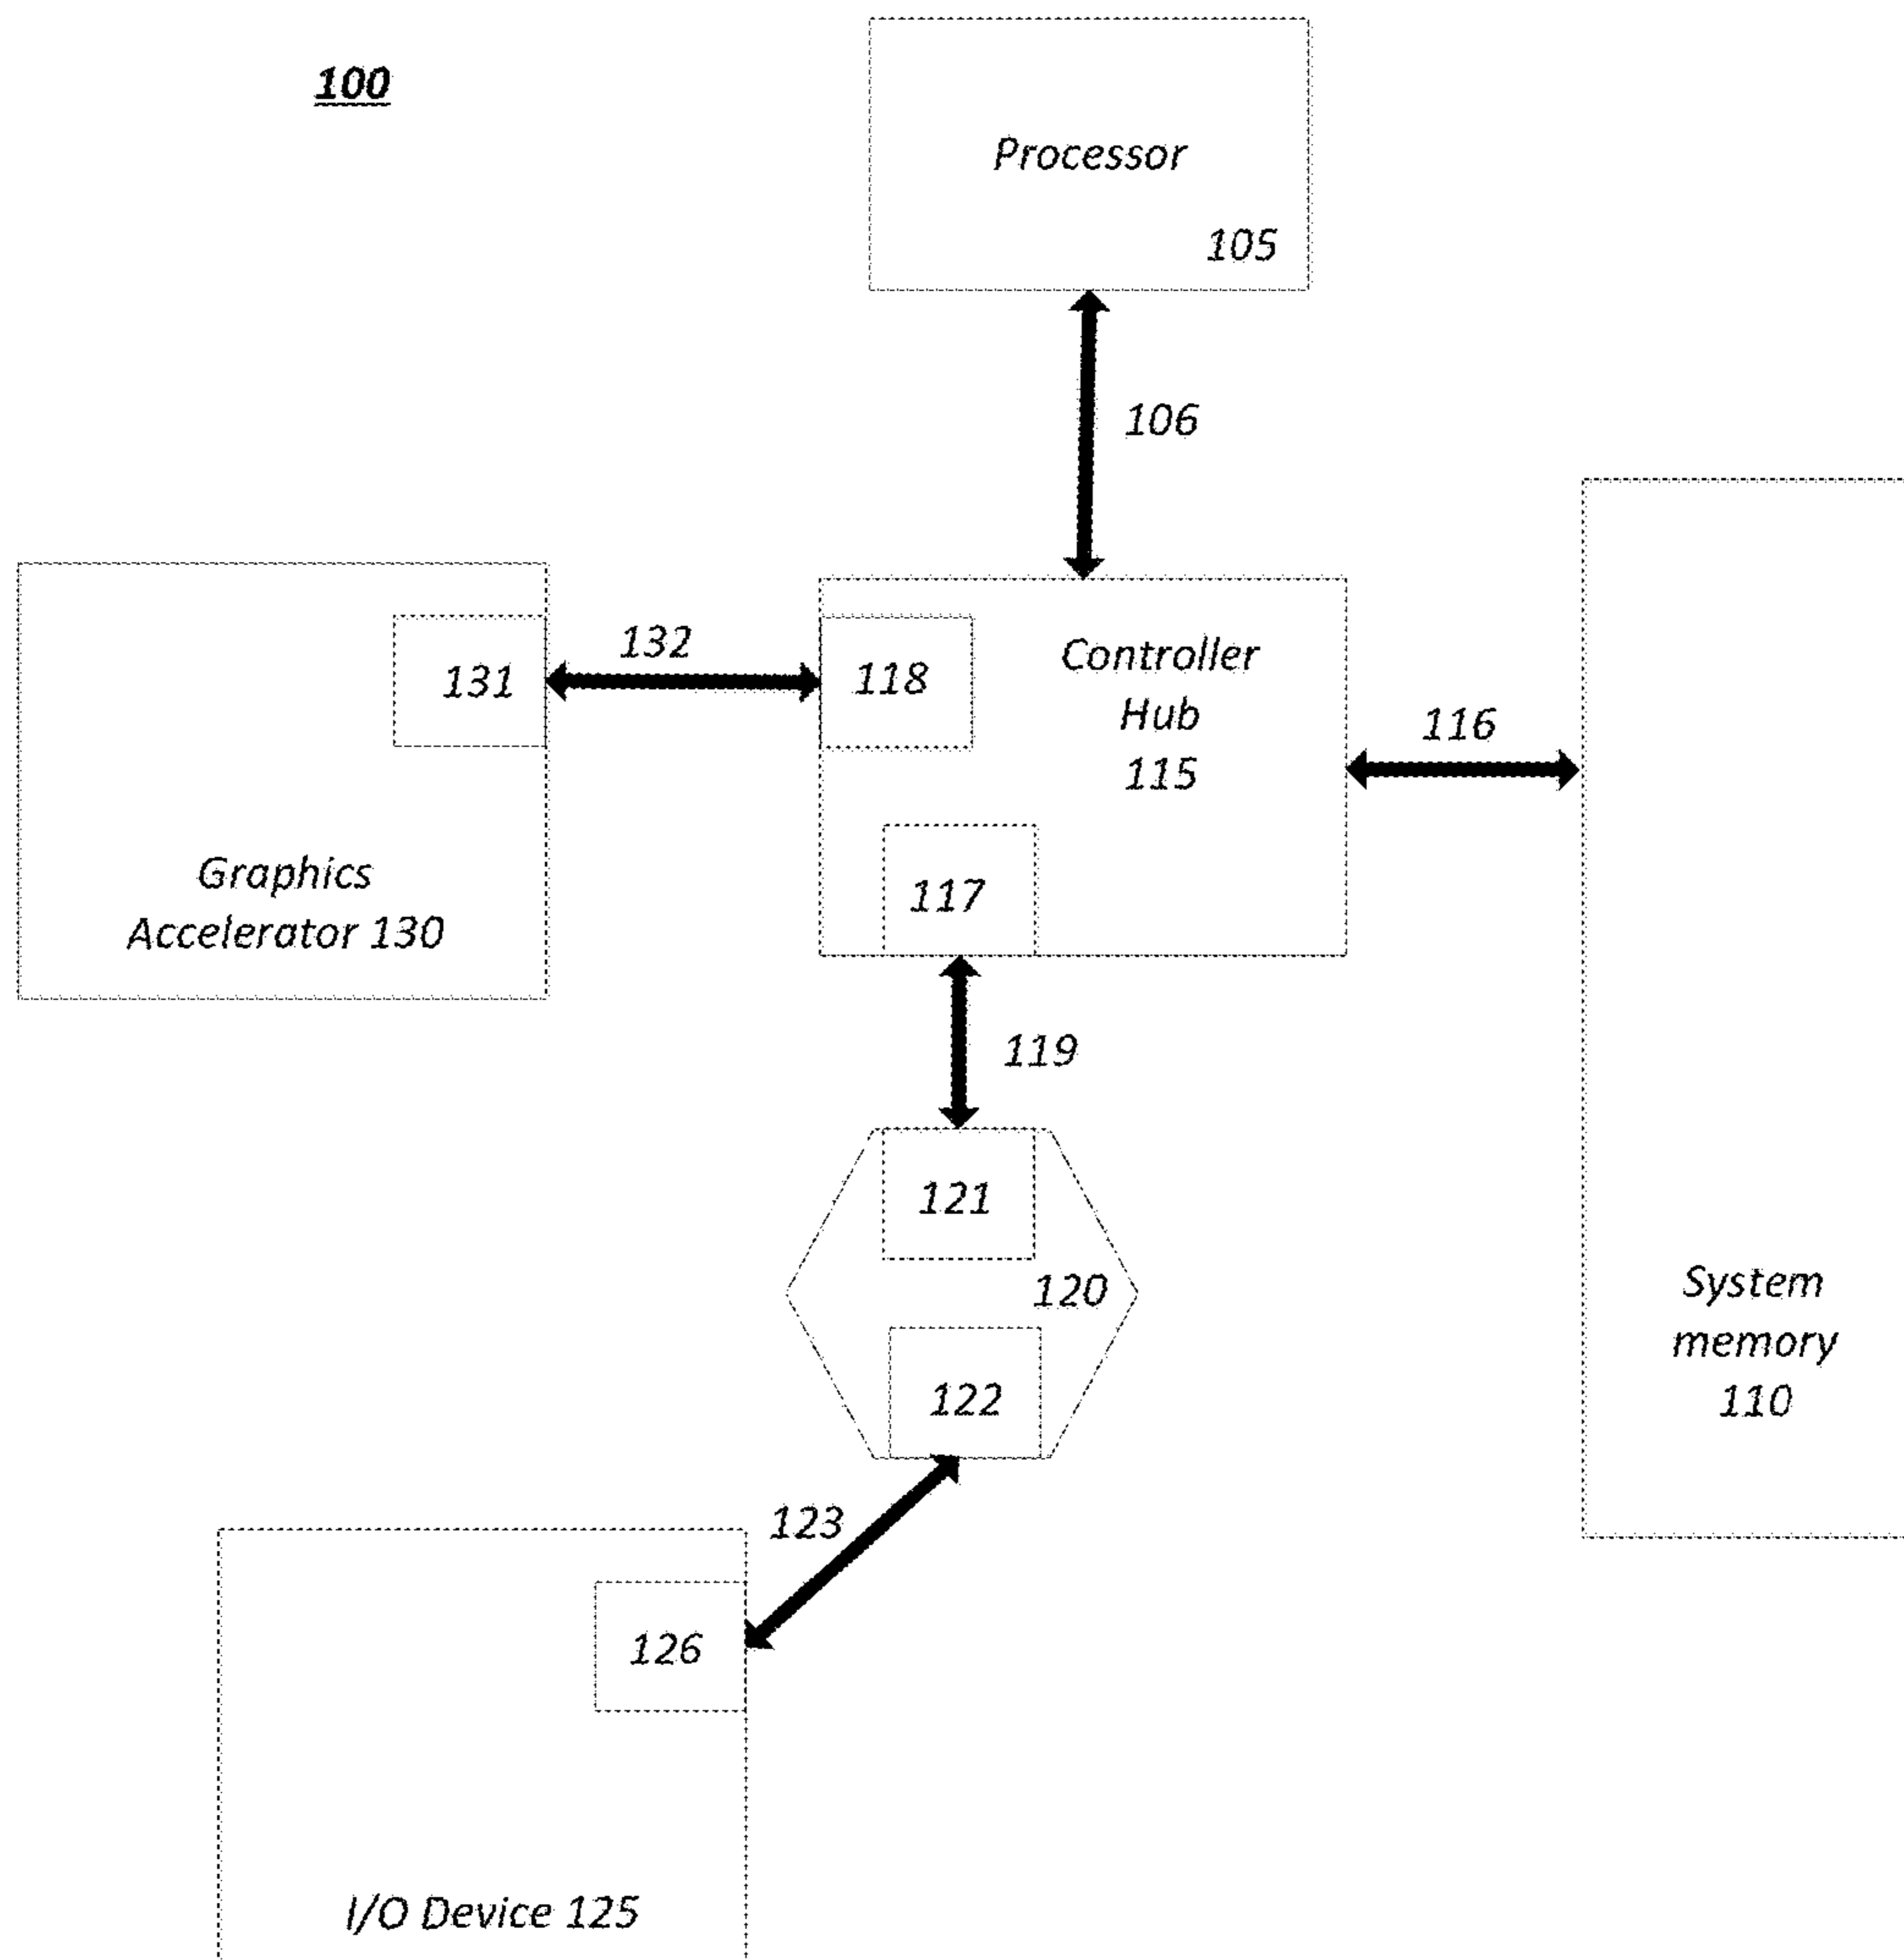 100
Processor
105
106
132
131
118
Controller
Hub
115
116
Graphics
Accelerator 130
117
119
121
120
122
System
memory
110
123
126
I/O Device 125